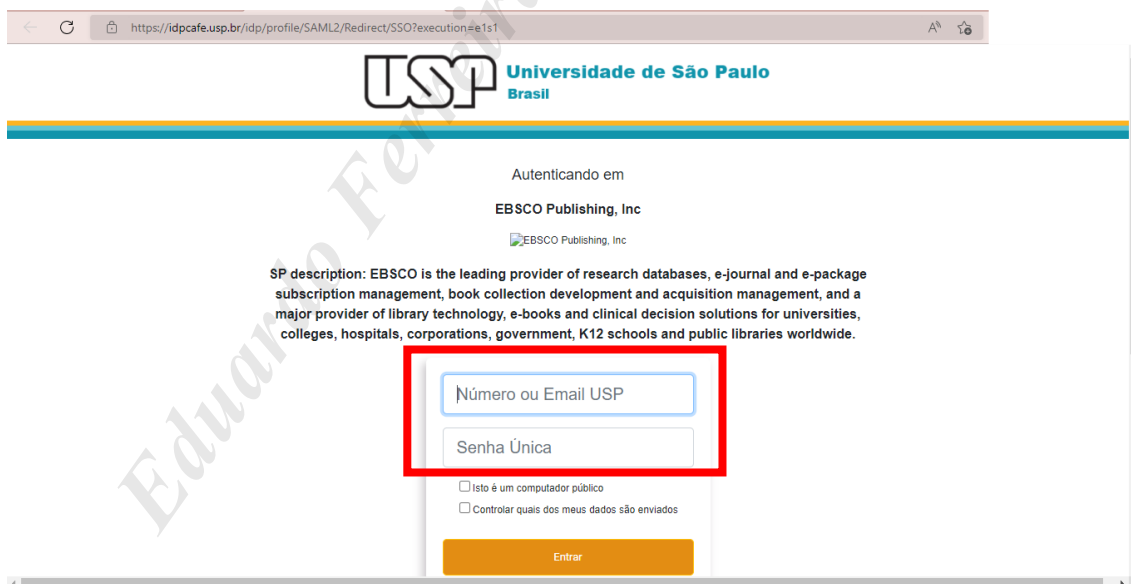 https://idpcafe.usp.br/idp/profile/SAML2/Redirect/SSO?execution=e1s1
USP Universidade de São Paulo
Brasil
Autenticando em
EBSCO Publishing, Inc
EBSCO Publishing, Inc
SP description: EBSCO is the leading provider of research databases, e-journal and e-package
subscription management, book collection development and acquisition management, and a
major provider of library technology, e-books and clinical decision solutions for universities,
colleges, hospitals, corporations, government, K12 schools and public libraries worldwide.
Número ou Email USP
Senha Única
Isto é um computador público
Controlar quais dos meus dados são enviados
Entrar
Eduardo Ferreira